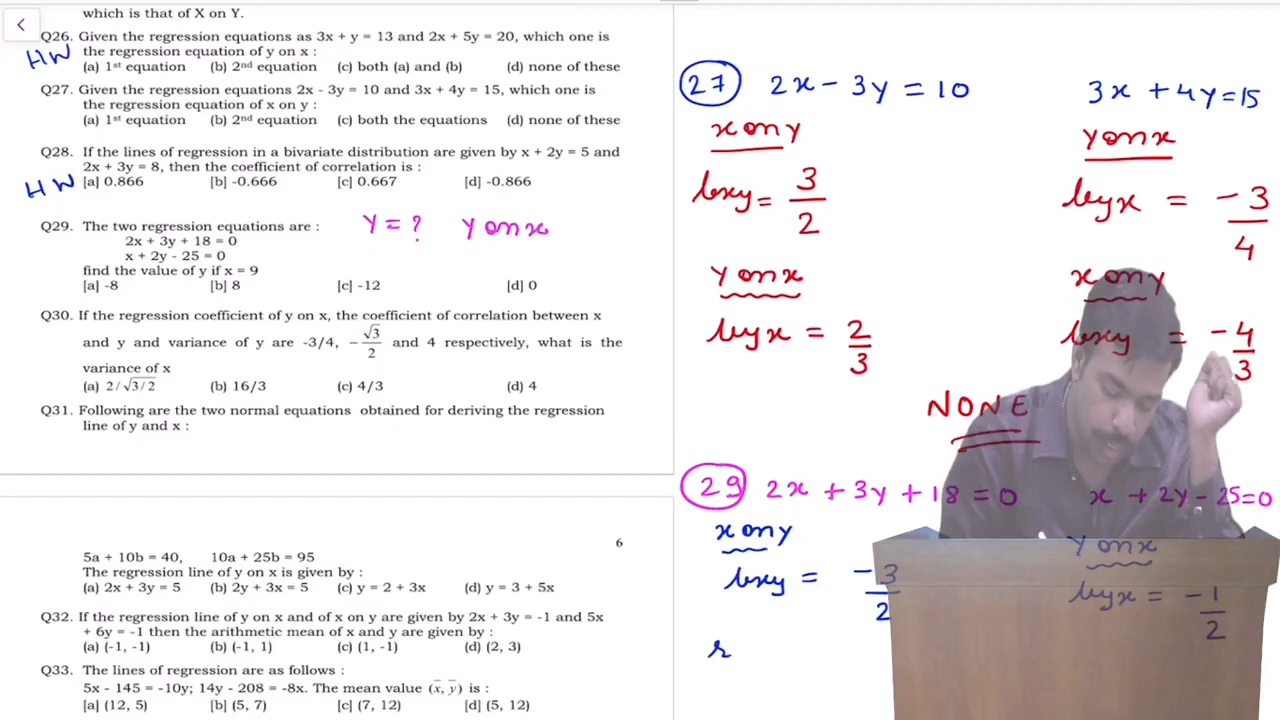 which is that of X on Y.
Q26. Given the regression equations as 3x + y = 13 and 2x + 5y = 20, which one is
the regression equation of y on x :
HW
(a) 1st equation (b) 2nd equation (c) both (a) and (b) (d) none of these
Q27. Given the regression equations 2x - 3y = 10 and 3x + 4y = 15, which one is
the regression equation of x on y :
(a) 1st equation (b) 2nd equation (c) both the equations (d) none of these
Q28. If the lines of regression in a bivariate distribution are given by x + 2y = 5 and
2x + 3y = 8, then the coefficient of correlation is :
HW
[a] 0.866 [b] -0.666 [c] 0.667 [d] -0.866
Q29. The two regression equations are :
Y = ? Y on x
2x + 3y + 18 = 0
x + 2y - 25 = 0
find the value of y if x = 9
[a] -8 [b] 8 [c] -12 [d] 0
Q30. If the regression coefficient of y on x, the coefficient of correlation between x
and y and variance of y are -3/4, -√3/2 and 4 respectively, what is the
variance of x
(a) 2/√3/2 (b) 16/3 (c) 4/3 (d) 4
Q31. Following are the two normal equations obtained for deriving the regression
line of y and x :
6
5a + 10b = 40, 10a + 25b = 95
The regression line of y on x is given by :
(a) 2x + 3y = 5 (b) 2y + 3x = 5 (c) y = 2 + 3x (d) y = 3 + 5x
Q32. If the regression line of y on x and of x on y are given by 2x + 3y = -1 and 5x
+ 6y = -1 then the arithmetic mean of x and y are given by :
(a) (-1, -1) (b) (-1, 1) (c) (1, -1) (d) (2, 3)
Q33. The lines of regression are as follows :
5x - 145 = -10y; 14y - 208 = -8x. The mean value (x̄, ȳ) is :
[a] (12, 5) [b] (5, 7) [c] (7, 12) [d] (5, 12)
27 2x - 3y = 10 3x + 4y = 15
x on y Y on x
bxy = 3/2 byx = -3/4
Y on x x on y
byx = 2/3 bxy = -4/3
NONE
29 2x + 3y + 18 = 0 x + 2y - 25 = 0
x on y Y on x
bxy = -3/2 byx = -1/2
r